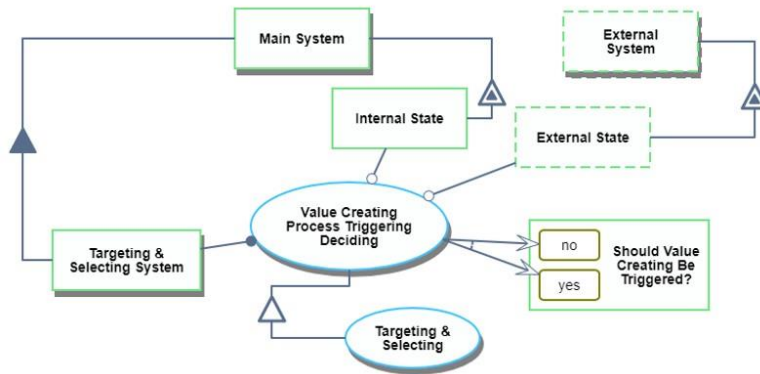 Main System
External
System
Internal State
External State
Value Creating
Process Triggering
Deciding
Targeting &
Selecting System
no
yes
Should Value
Creating Be
Triggered?
Targeting &
Selecting